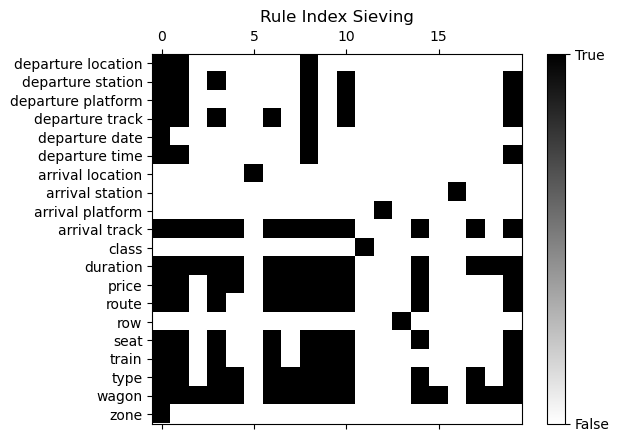 Rule Index Sieving
0 5 10 15
departure location
departure station
departure platform
departure track
departure date
departure time
arrival location
arrival station
arrival platform
arrival track
class
duration
price
route
row
seat
train
type
wagon
zone
True
False